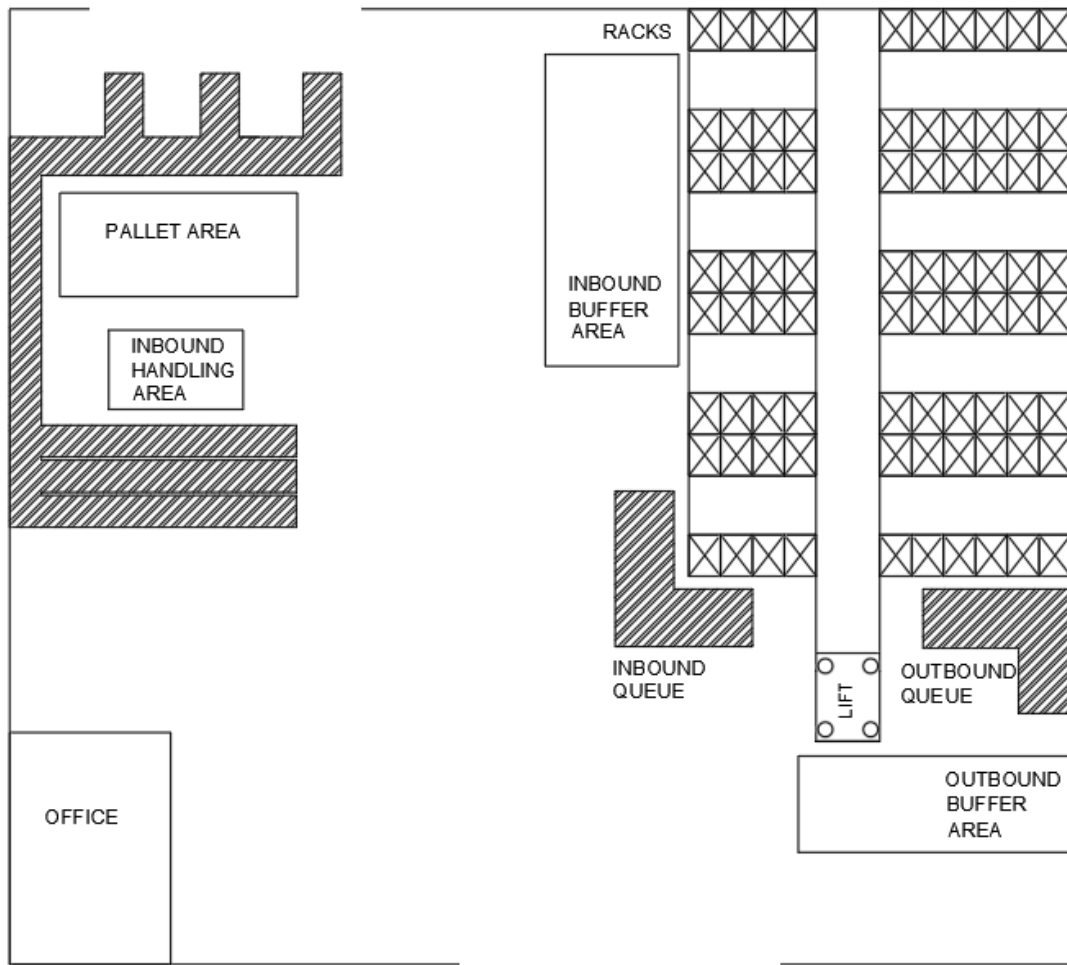 RACKS
PALLET AREA
INBOUND
BUFFER
AREA
INBOUND
HANDLING
AREA
INBOUND
QUEUE
LIFT
OUTBOUND
QUEUE
OUTBOUND
BUFFER
AREA
OFFICE